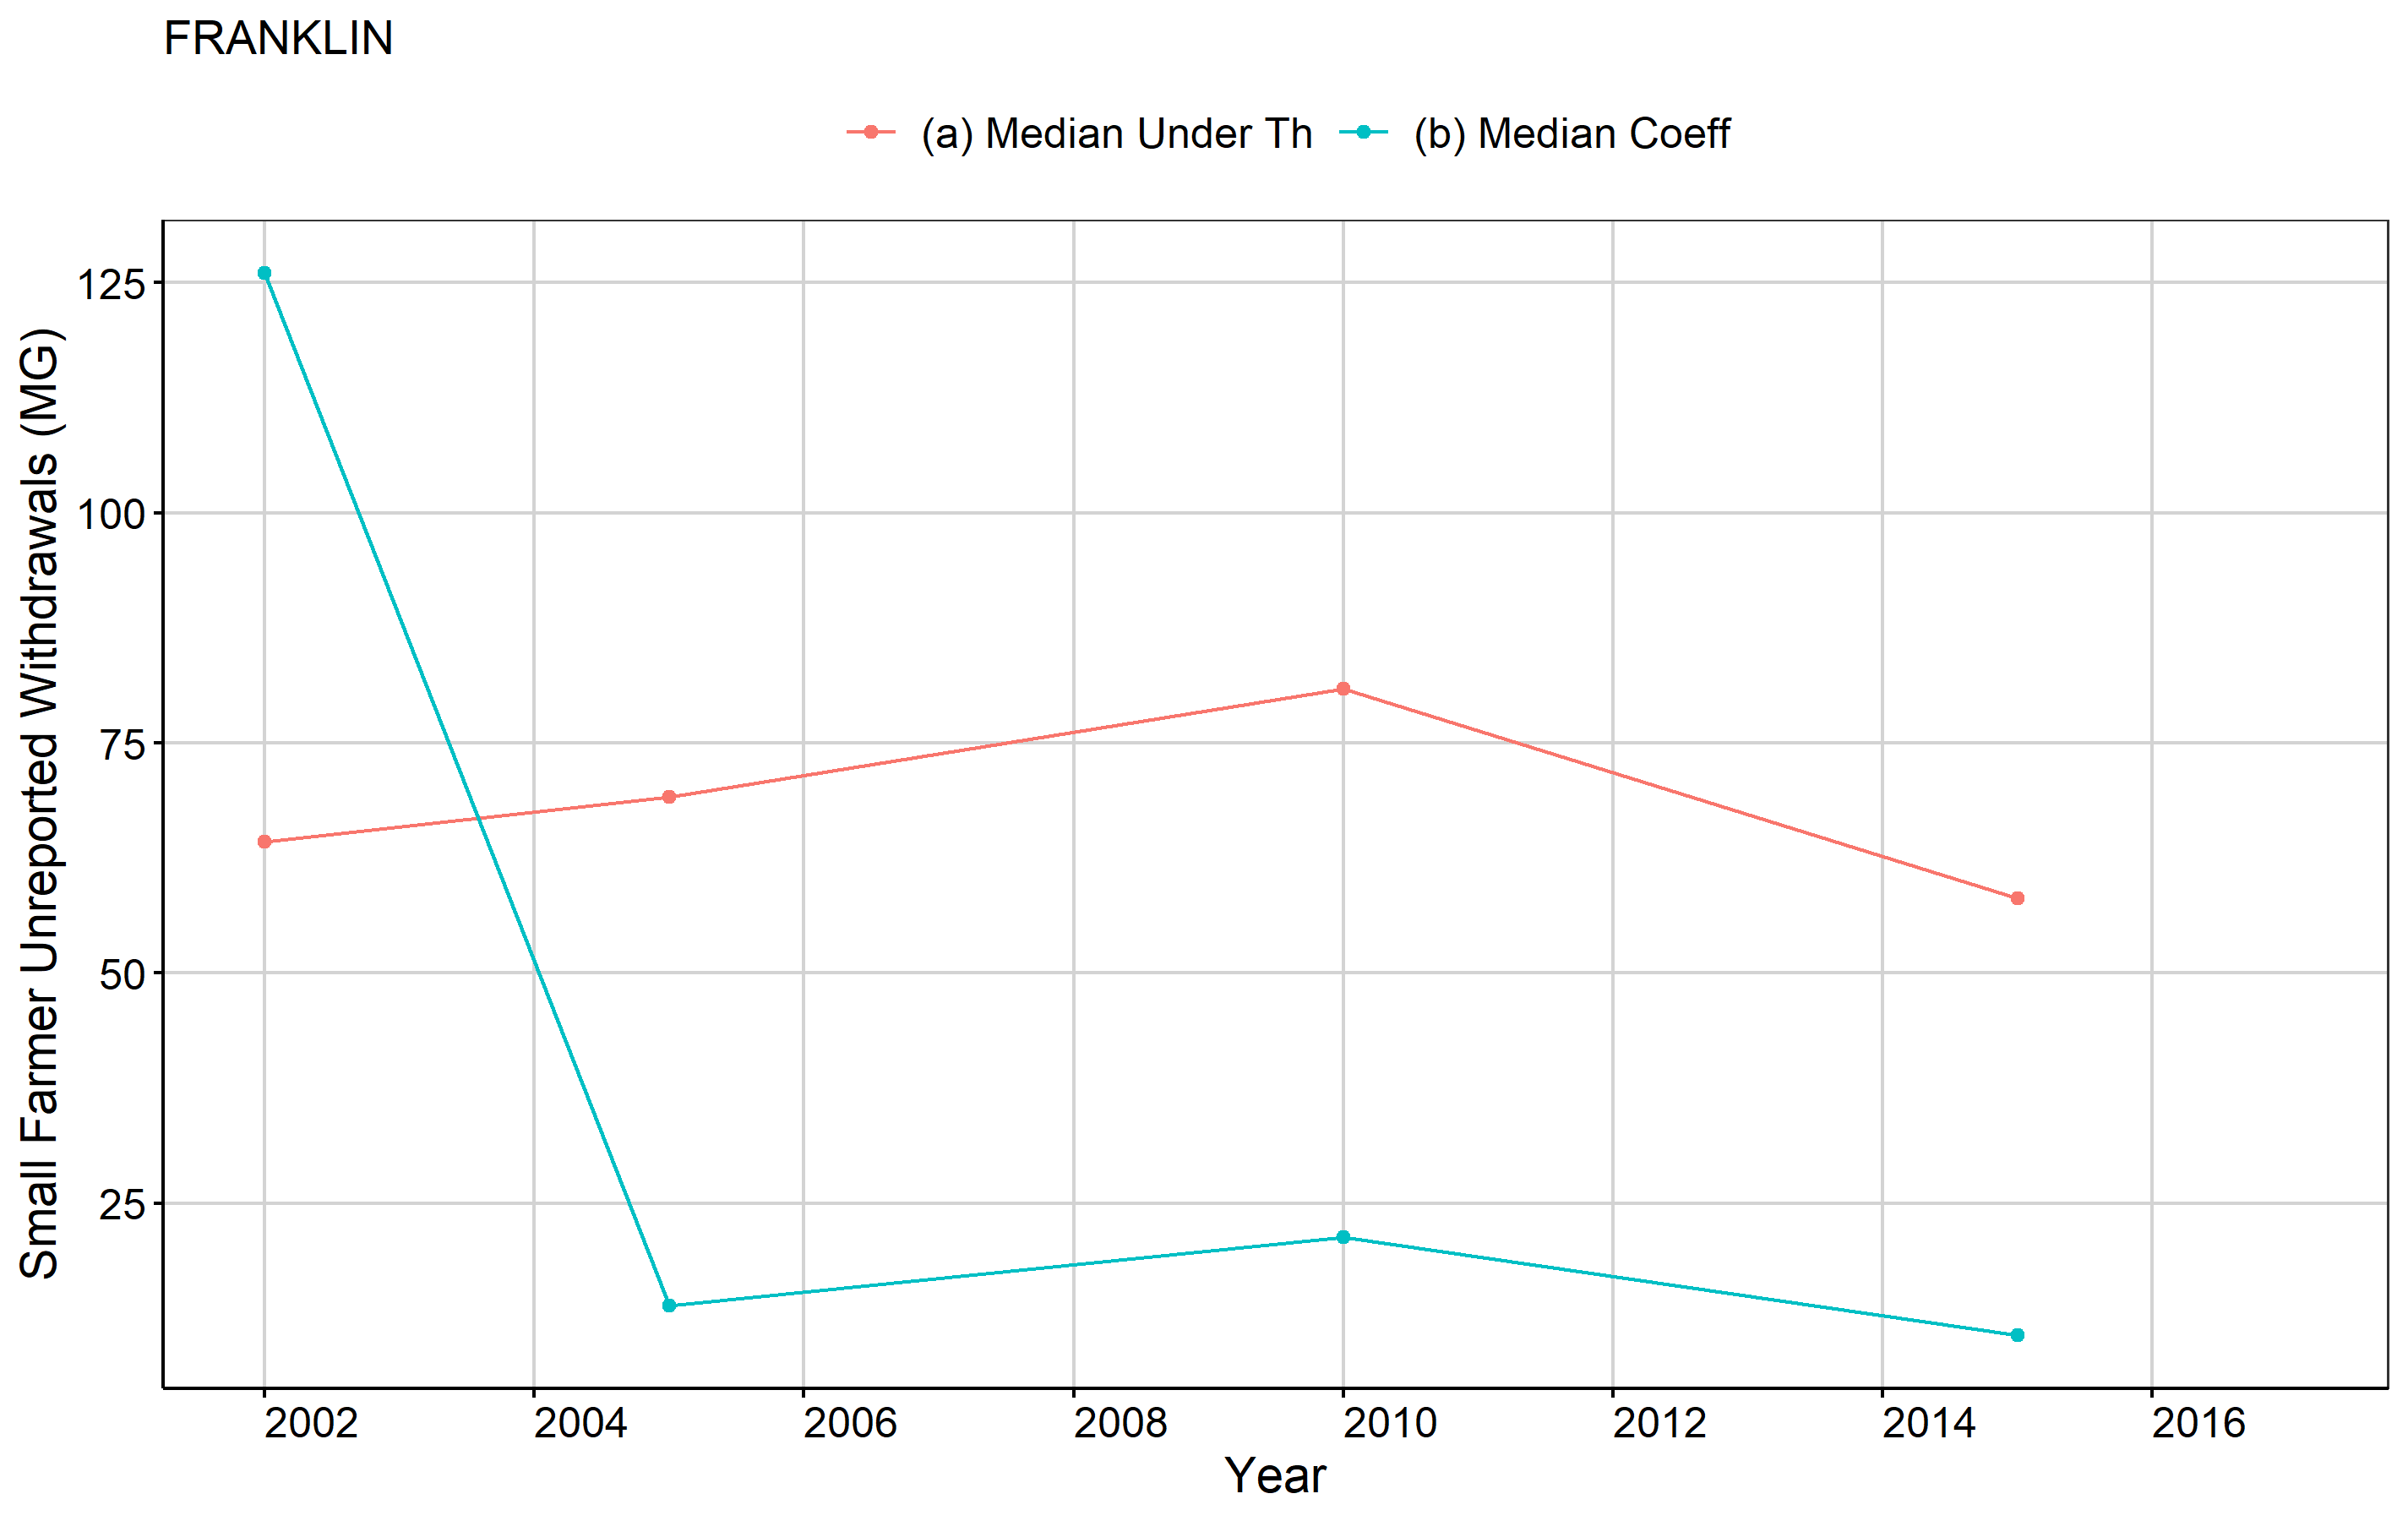 FRANKLIN
(a) Median Under Th (b) Median Coeff
Small Farmer Unreported Withdrawals (MG)
125
100
75
50
25
2002 2004 2006 2008 2010 2012 2014 2016
Year